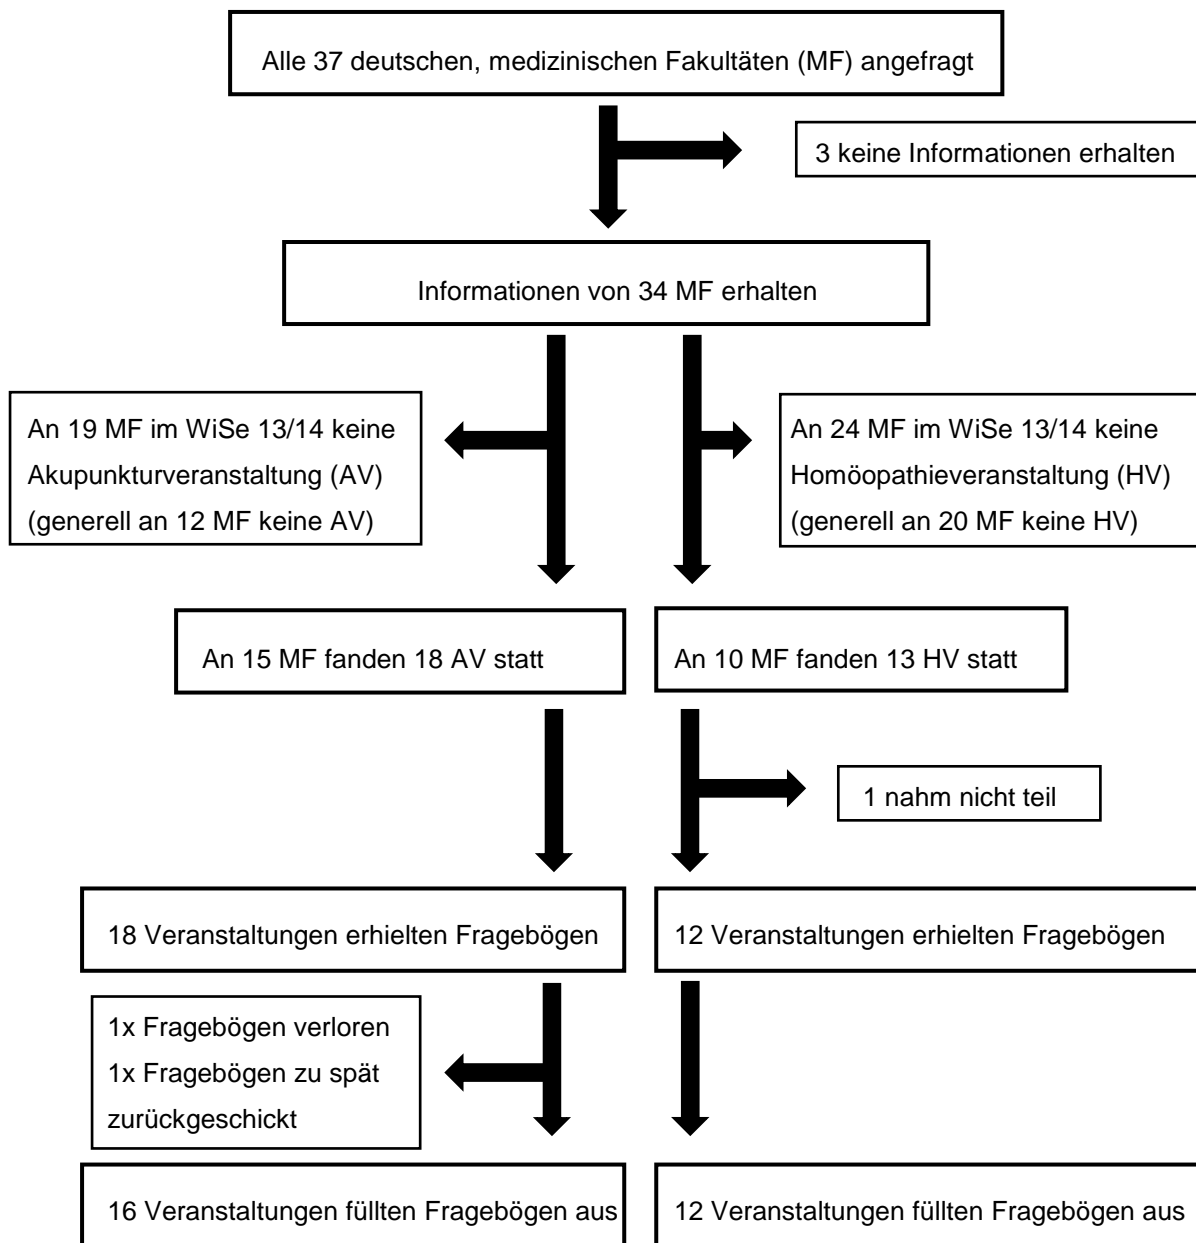 Alle 37 deutschen, medizinischen Fakultäten (MF) angefragt
3 keine Informationen erhalten
Informationen von 34 MF erhalten
An 19 MF im WiSe 13/14 keine
Akupunkturveranstaltung (AV)
(generell an 12 MF keine AV)
An 24 MF im WiSe 13/14 keine
Homöopathieveranstaltung (HV)
(generell an 20 MF keine HV)
An 15 MF fanden 18 AV statt
An 10 MF fanden 13 HV statt
1 nahm nicht teil
18 Veranstaltungen erhielten Fragebögen
12 Veranstaltungen erhielten Fragebögen
1x Fragebögen verloren
1x Fragebögen zu spät
zurückgeschickt
16 Veranstaltungen füllten Fragebögen aus
12 Veranstaltungen füllten Fragebögen aus